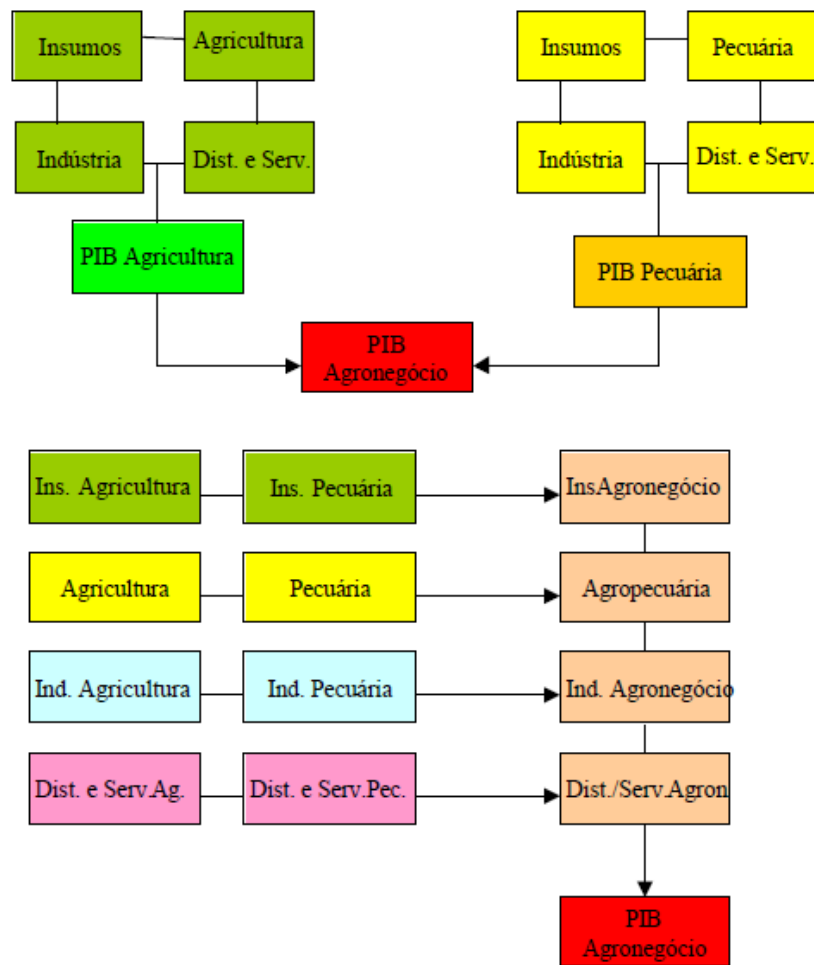 Insumos
Agricultura
Insumos
Pecuária
Indústria
Dist. e Serv.
Indústria
Dist. e Serv.
PIB Agricultura
PIB Pecuária
PIB
Agronegócio
Ins. Agricultura
Ins. Pecuária
InsAgronegócio
Agricultura
Pecuária
Agropecuária
Ind. Agricultura
Ind. Pecuária
Ind. Agronegócio
Dist. e Serv.Ag.
Dist. e Serv.Pec.
Dist./Serv.Agron
PIB
Agronegócio